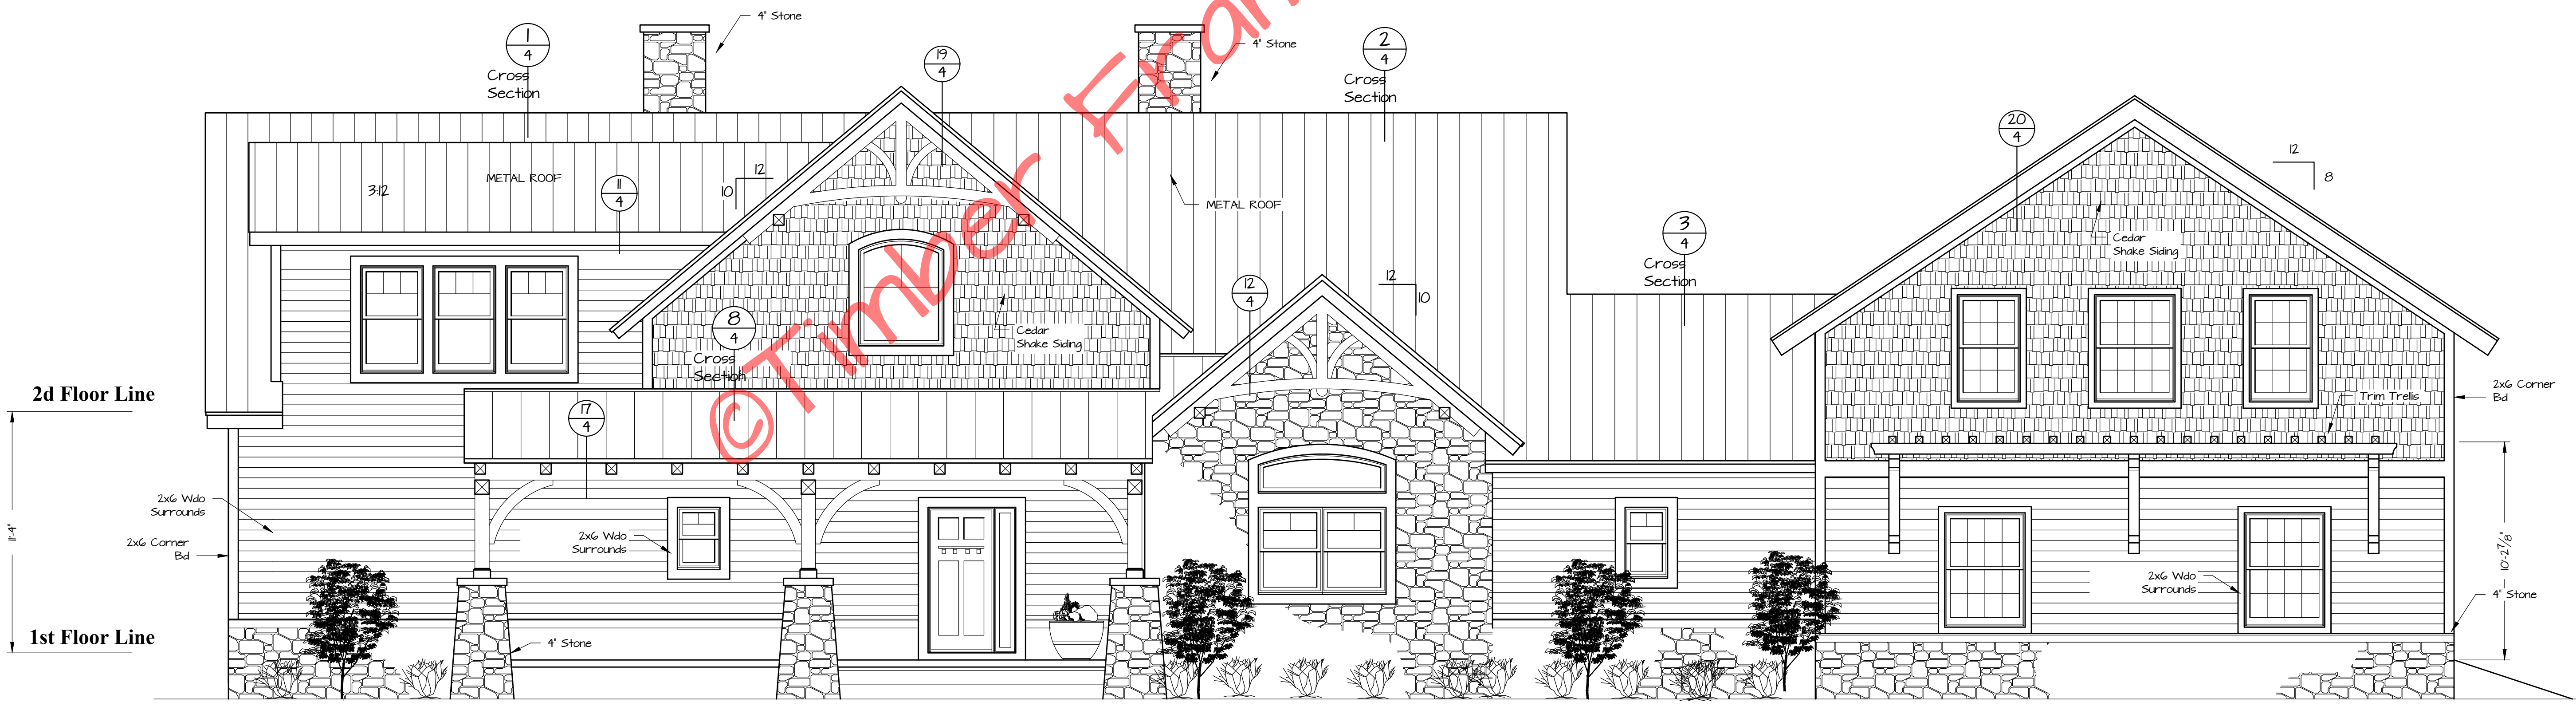 4" Stone
1
4
Cross
Section
19
4
4" Stone
2
4
Cross
Section
©Timber
20
4
12
8
3:12
METAL ROOF
11
4
12
10
METAL ROOF
3
4
Cross
Section
Cedar
Shake Siding
12
4
12
10
8
4
Cross
Section
Cedar
Shake Siding
2d Floor Line
17
4
Trim Trellis
2x6 Corner
Bd
2x6 Wdo
Surrounds
11'-4"
2x6 Corner
Bd
2x6 Wdo
Surrounds
2x6 Wdo
Surrounds
10'-2 7/8"
4" Stone
1st Floor Line
4" Stone